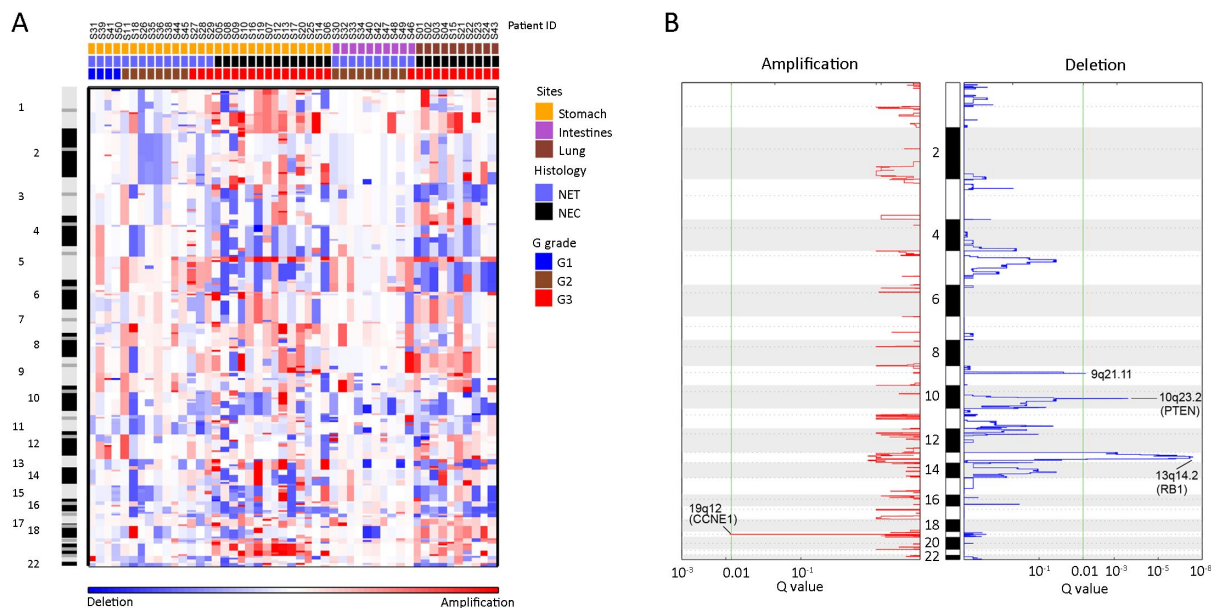 A
S31 S39 S41 S50 S11 S18 S26 S35 S36 S38 S44 S45 S27 S28 S29 S05 S08 S09 S10 S16 S19 S07 S12 S13 S17 S20 S25 S14 S06 S30 S32 S33 S34 S40 S42 S47 S48 S49 S46 S01 S02 S03 S04 S15 S21 S22 S23 S24 S43
Patient ID
1
2
3
4
5
6
7
8
9
10
11
12
13
14
15
16
17
18
22
Deletion
Amplification
Sites
Stomach
Intestines
Lung
Histology
NET
NEC
G grade
G1
G2
G3
B
Amplification
Deletion
2
4
6
8
10
12
14
16
18
20
22
9q21.11
10q23.2
(PTEN)
13q14.2
(RB1)
19q12
(CCNE1)
10-3 0.01 10-1
Q value
10-1 0.01 10-3 10-5 10-6
Q value